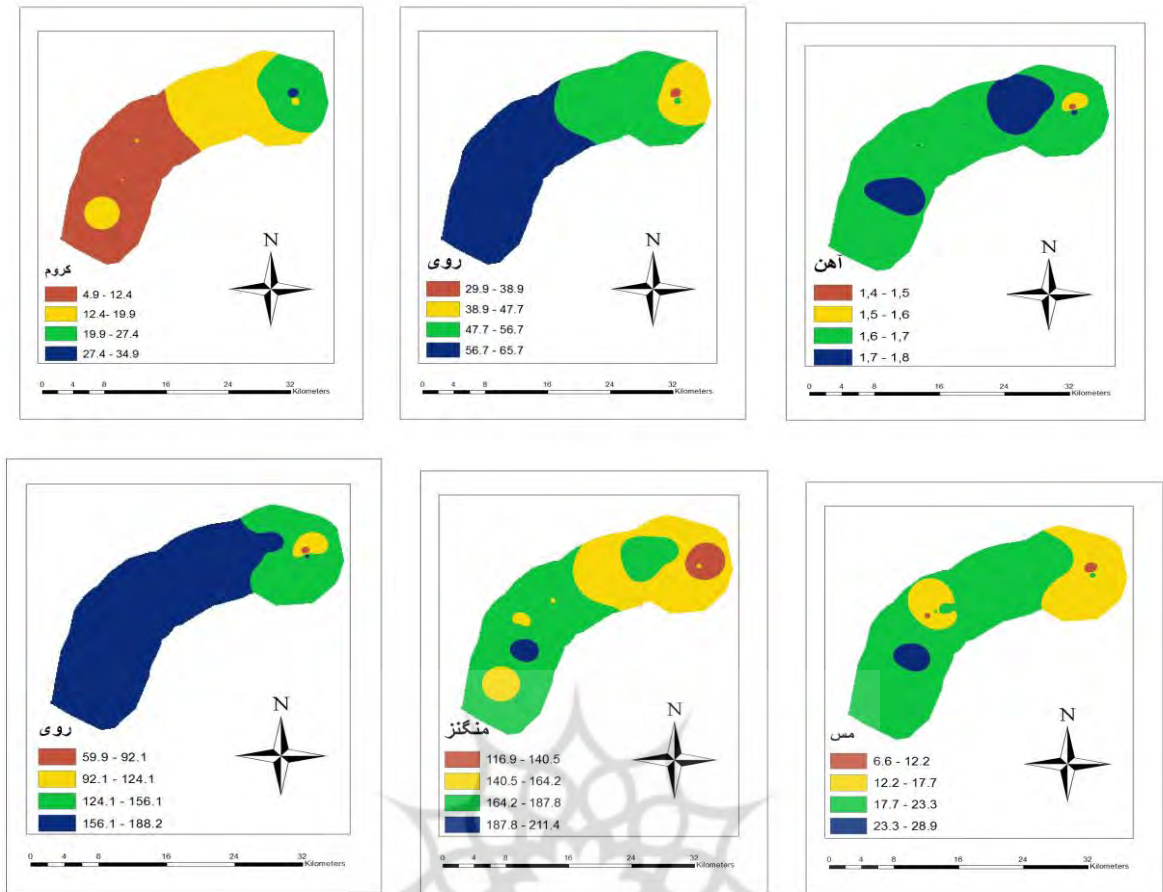 N
کروم
4.9 - 12.4
12.4- 19.9
19.9 - 27.4
27.4 - 34.9
0 4 8 16 24 32
Kilometers
N
روی
29.9 - 38.9
38.9 - 47.7
47.7 - 56.7
56.7 - 65.7
0 4 8 16 24 32
Kilometers
N
آهن
1,4 - 1,5
1,5 - 1,6
1,6 - 1,7
1,7 - 1,8
0 4 8 16 24 32
Kilometers
N
روی
59.9 - 92.1
92.1 - 124.1
124.1 - 156.1
156.1 - 188.2
0 4 8 16 24 32
Kilometers
N
منگنز
116.9 - 140.5
140.5 - 164.2
164.2 - 187.8
187.8 - 211.4
0 4 8 16 24 32
Kilometers
N
مس
6.6 - 12.2
12.2 - 17.7
17.7 - 23.3
23.3 - 28.9
0 4 8 16 24 32
Kilometers